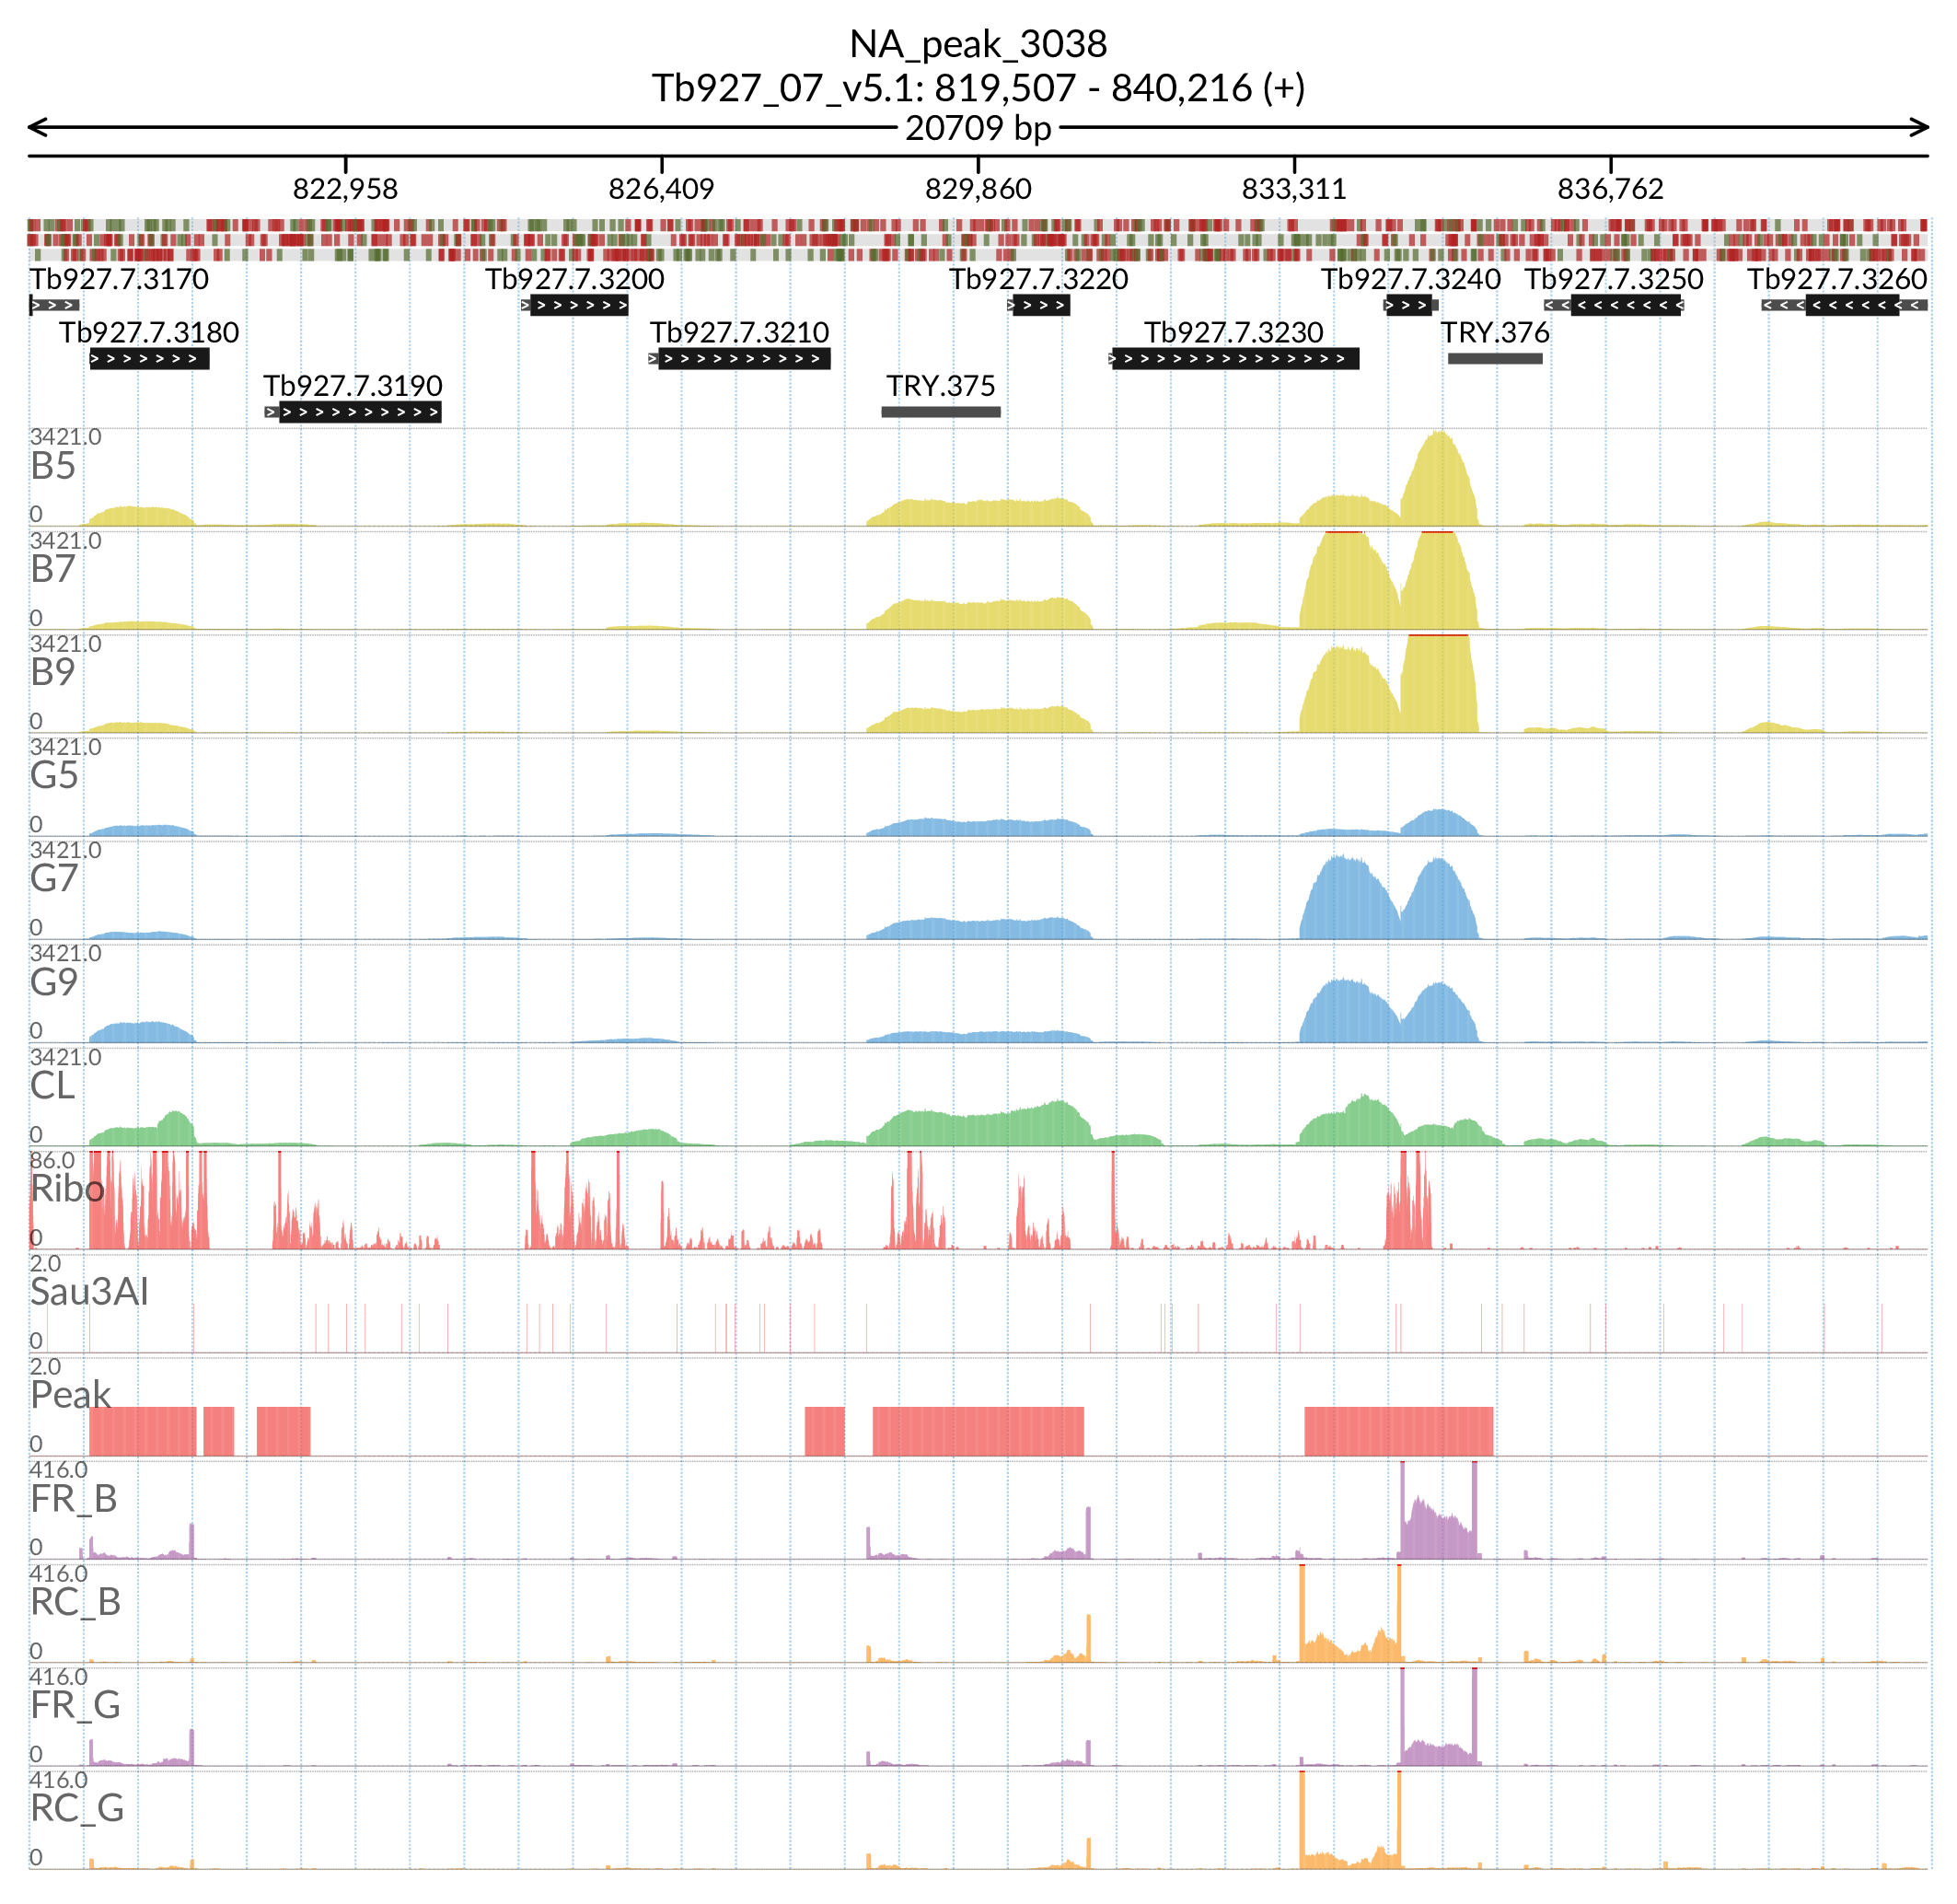 NA_peak_3038
Tb927_07_v5.1: 819,507 - 840,216 (+)
20709 bp
822,958 826,409 829,860 833,311 836,762
Tb927.7.3170 Tb927.7.3200 Tb927.7.3220 Tb927.7.3240 Tb927.7.3250 Tb927.7.3260
Tb927.7.3180 Tb927.7.3210 Tb927.7.3230 TRY.376
Tb927.7.3190 TRY.375
3421.0
B5
0
3421.0
B7
0
3421.0
B9
0
3421.0
G5
0
3421.0
G7
0
3421.0
G9
0
3421.0
CL
0
86.0
Ribo
0
2.0
Sau3AI
0
2.0
Peak
0
416.0
FR_B
0
416.0
RC_B
0
416.0
FR_G
0
416.0
RC_G
0